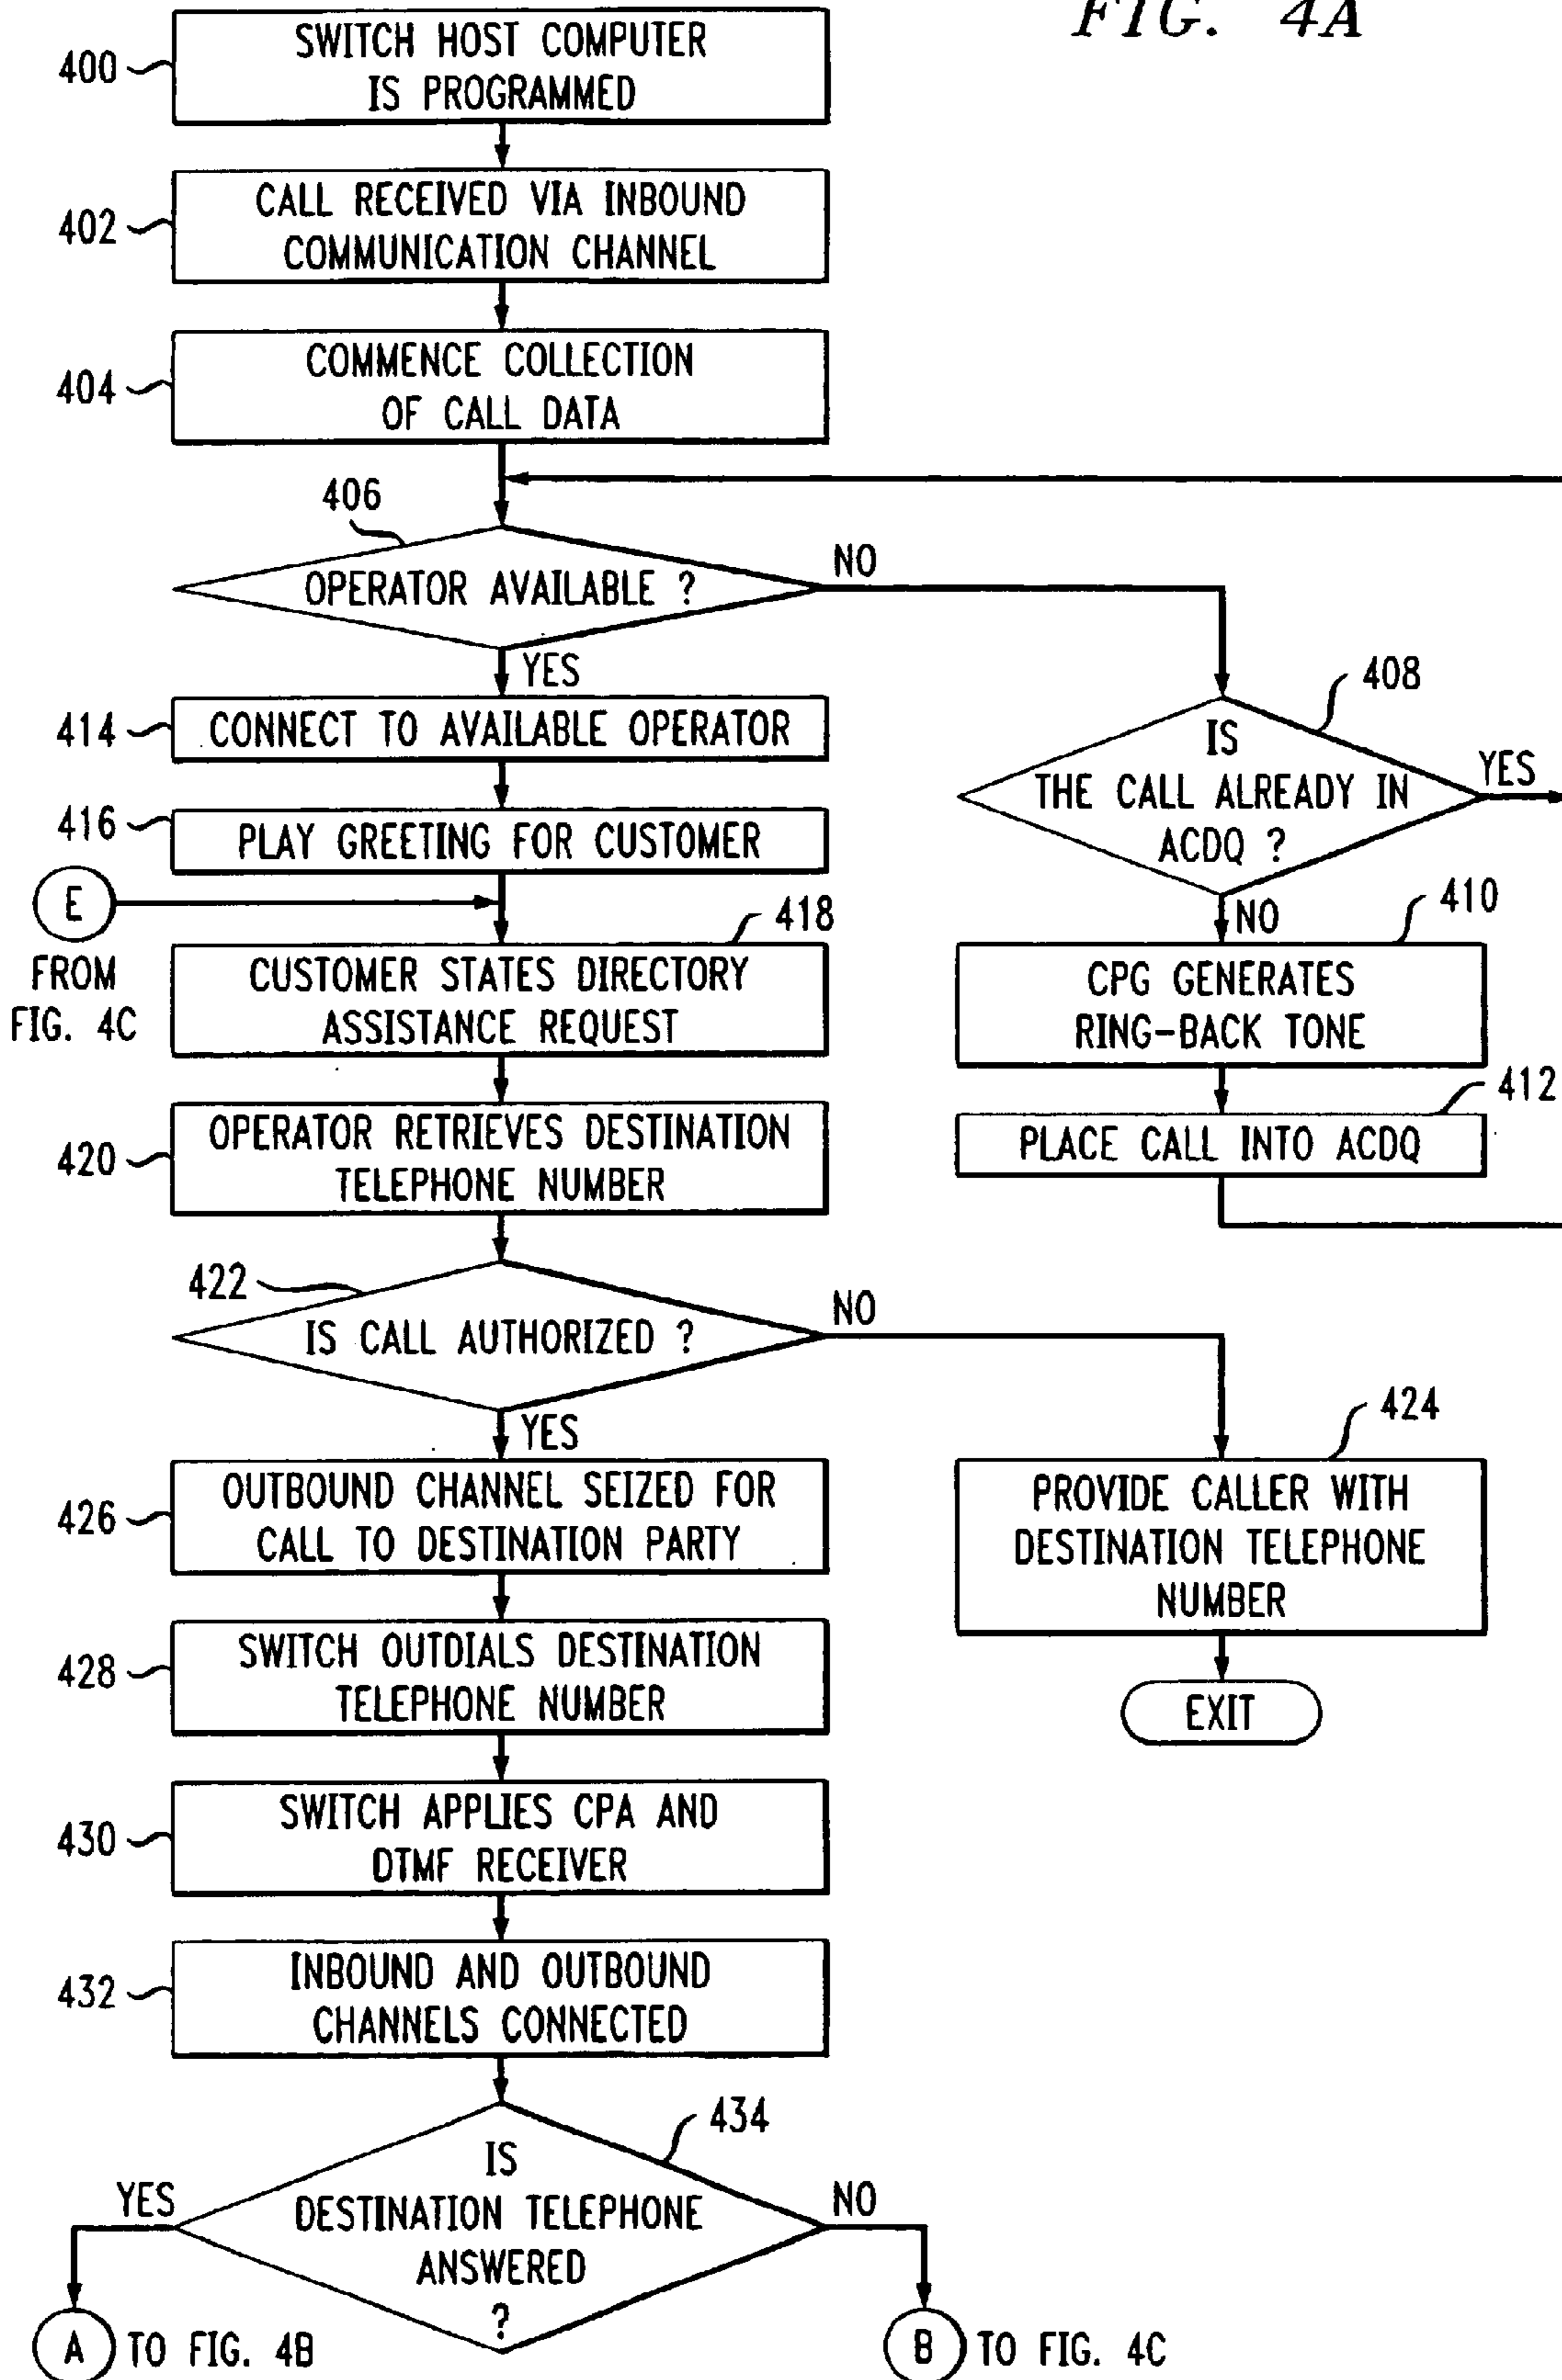 FIG. 4A
400
SWITCH HOST COMPUTER
IS PROGRAMMED
402
CALL RECEIVED VIA INBOUND
COMMUNICATION CHANNEL
404
COMMENCE COLLECTION
OF CALL DATA
406
OPERATOR AVAILABLE ?
NO
YES
408
IS
THE CALL ALREADY IN
ACDQ ?
YES
NO
414
CONNECT TO AVAILABLE OPERATOR
416
PLAY GREETING FOR CUSTOMER
E
FROM
FIG. 4C
410
CPG GENERATES
RING-BACK TONE
412
PLACE CALL INTO ACDQ
418
CUSTOMER STATES DIRECTORY
ASSISTANCE REQUEST
420
OPERATOR RETRIEVES DESTINATION
TELEPHONE NUMBER
422
IS CALL AUTHORIZED ?
NO
YES
424
PROVIDE CALLER WITH
DESTINATION TELEPHONE
NUMBER
EXIT
426
OUTBOUND CHANNEL SEIZED FOR
CALL TO DESTINATION PARTY
428
SWITCH OUTDIALS DESTINATION
TELEPHONE NUMBER
430
SWITCH APPLIES CPA AND
DTMF RECEIVER
432
INBOUND AND OUTBOUND
CHANNELS CONNECTED
434
IS
DESTINATION TELEPHONE
ANSWERED
?
YES
NO
A TO FIG. 4B
B TO FIG. 4C